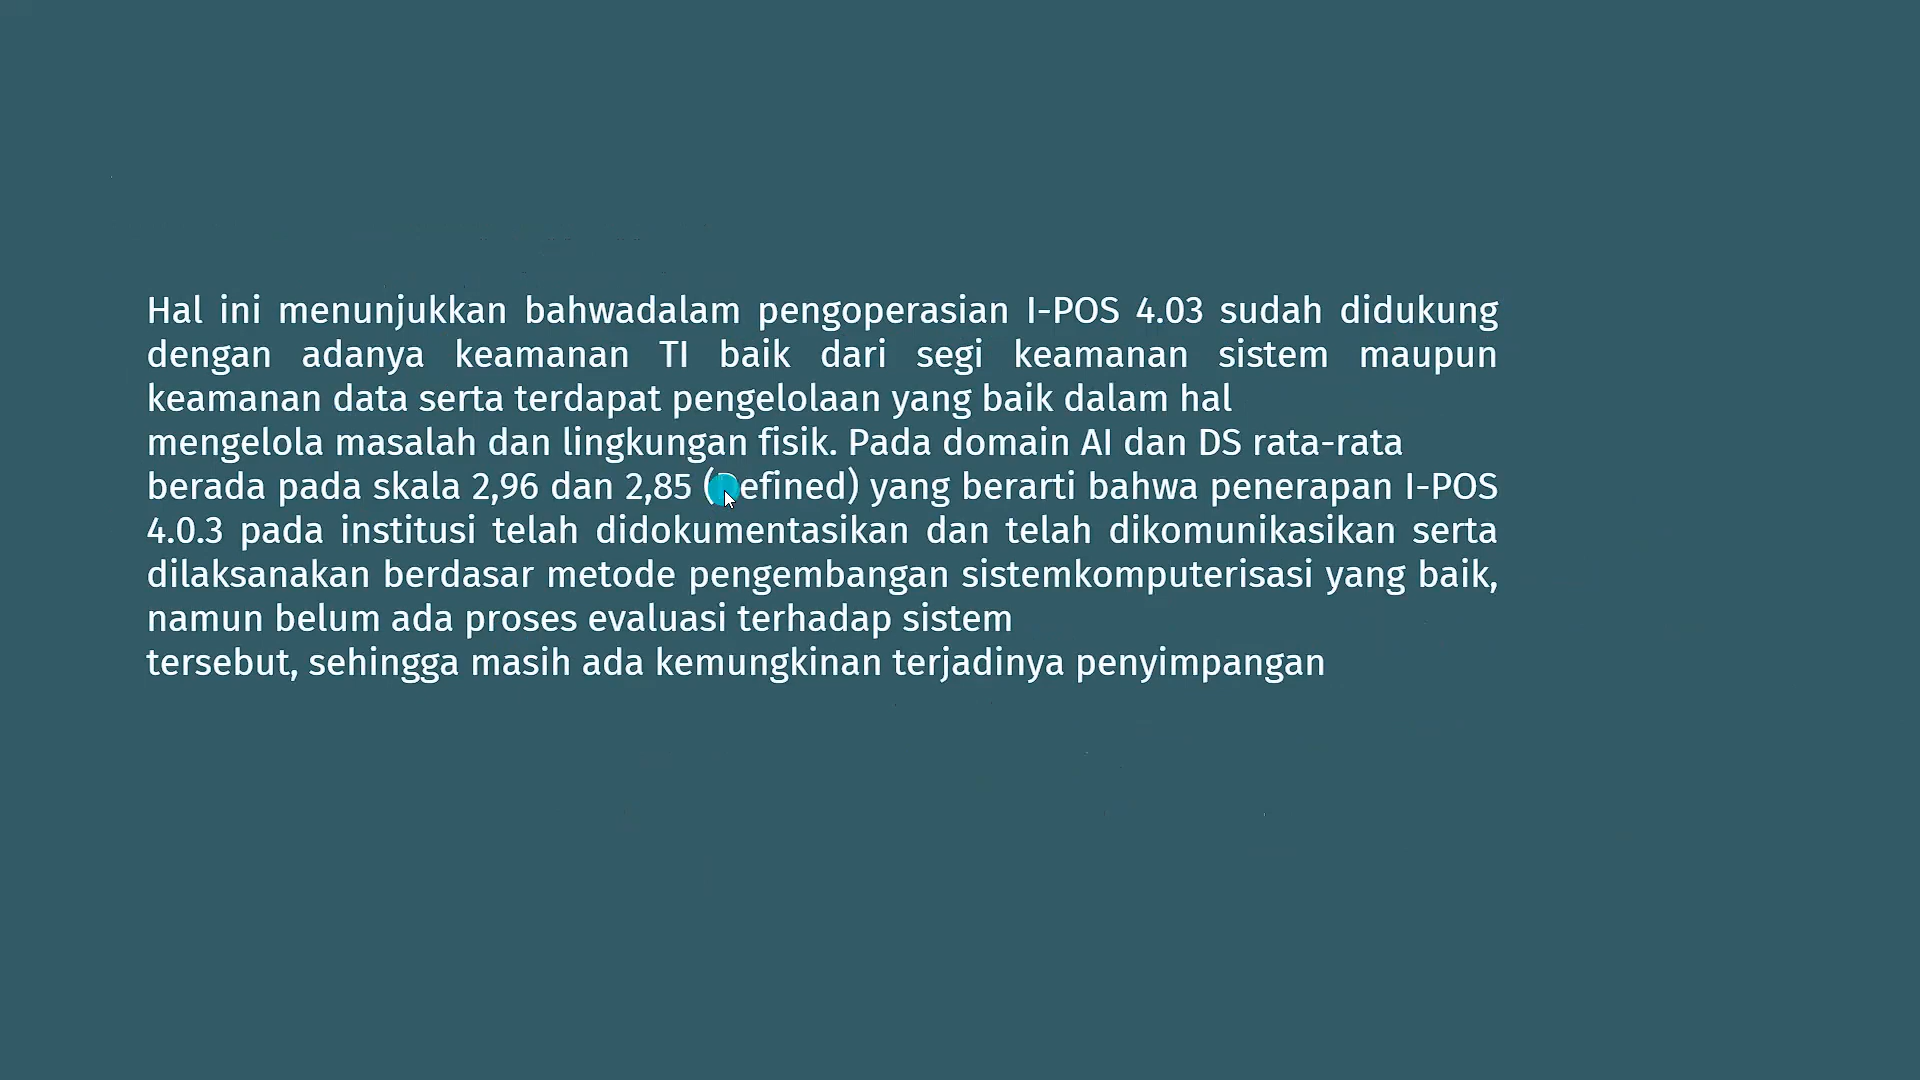 Hal ini menunjukkan bahwadalam pengoperasian I-POS 4.03 sudah didukung
dengan adanya keamanan TI baik dari segi keamanan sistem maupun
keamanan data serta terdapat pengelolaan yang baik dalam hal
mengelola masalah dan lingkungan fisik. Pada domain AI dan DS rata-rata
berada pada skala 2,96 dan 2,85 (Defined) yang berarti bahwa penerapan I-POS
4.0.3 pada institusi telah didokumentasikan dan telah dikomunikasikan serta
dilaksanakan berdasar metode pengembangan sistemkomputerisasi yang baik,
namun belum ada proses evaluasi terhadap sistem
tersebut, sehingga masih ada kemungkinan terjadinya penyimpangan